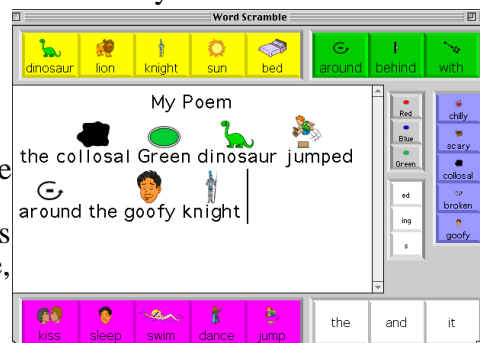 Word Scramble
dinosaur lion knight sun bed
around behind with
My Poem
the collosal Green dinosaur jumped
around the goofy knight
Red
Blue
Green
ed
ing
s
chilly
scary
collosal
broken
goofy
kiss sleep swim dance jump
the and it
e
s
e,